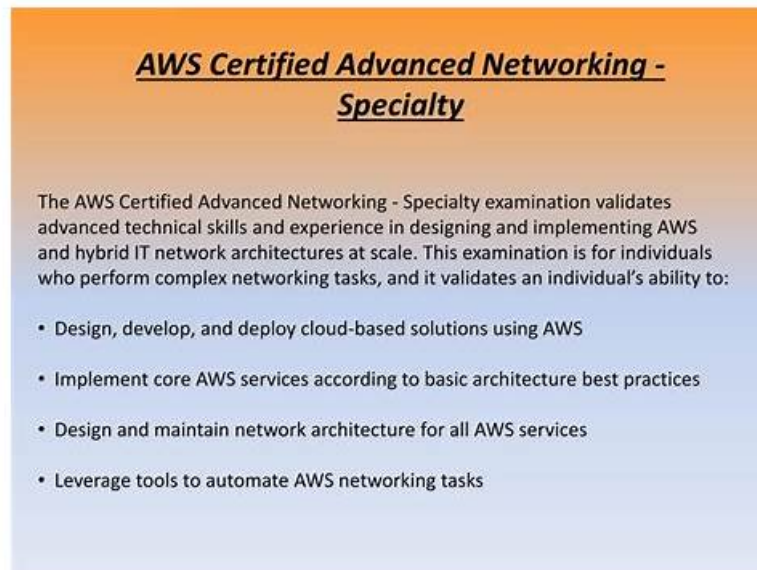 AWS Certified Advanced Networking -
Specialty
The AWS Certified Advanced Networking - Specialty examination validates
advanced technical skills and experience in designing and implementing AWS
and hybrid IT network architectures at scale. This examination is for individuals
who perform complex networking tasks, and it validates an individual’s ability to:
• Design, develop, and deploy cloud-based solutions using AWS
• Implement core AWS services according to basic architecture best practices
• Design and maintain network architecture for all AWS services
• Leverage tools to automate AWS networking tasks